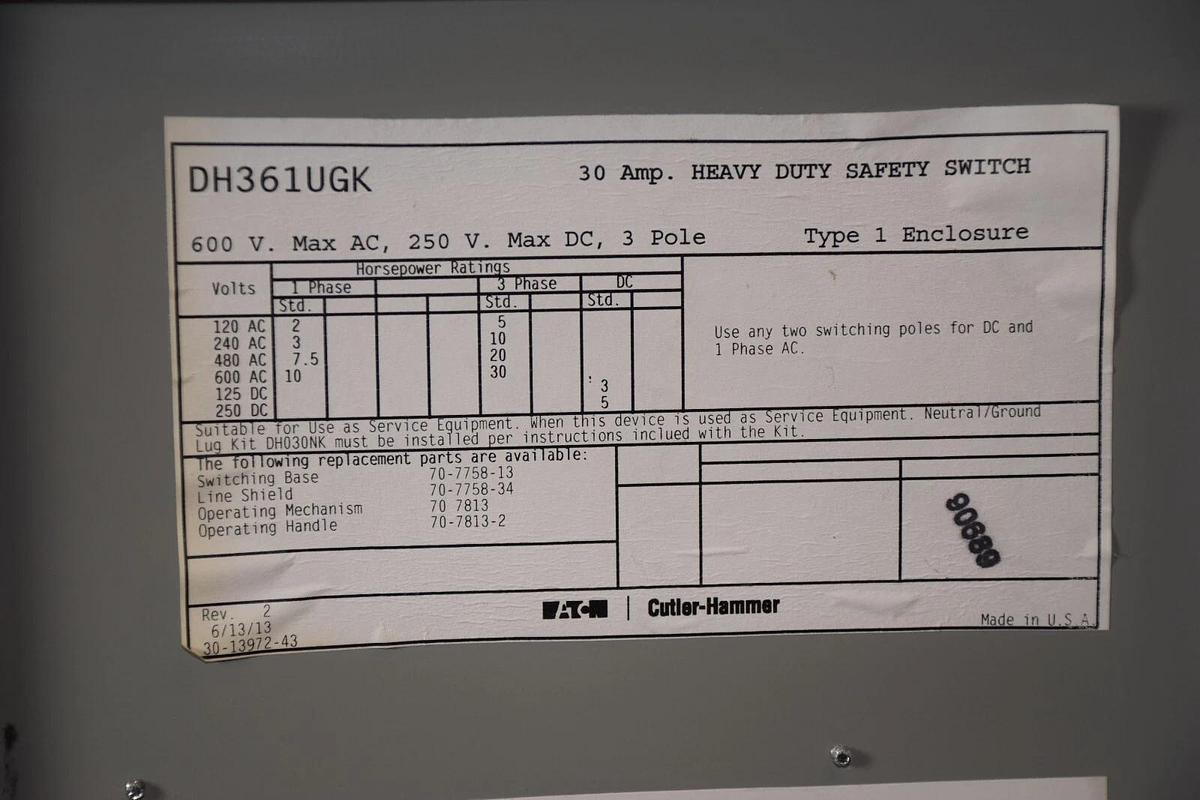 DH361UGK 30 Amp. HEAVY DUTY SAFETY SWITCH
600 V. Max AC, 250 V. Max DC, 3 Pole Type 1 Enclosure
Horsepower Ratings
Volts 1 Phase 3 Phase DC
Std. Std. Std.
120 AC 2 5
240 AC 3 10
480 AC 7.5 20
600 AC 10 30
125 DC 3
250 DC 5
Use any two switching poles for DC and
1 Phase AC.
Suitable for Use as Service Equipment. When this device is used as Service Equipment. Neutral/Ground
Lug Kit DH030NK must be installed per instructions inclued with the Kit.
The following replacement parts are available:
Switching Base 70-7758-13
Line Shield 70-7758-34
Operating Mechanism 70 7813
Operating Handle 70-7813-2
90689
Rev. 2
6/13/13
30-13972-43
EATON | Cutler-Hammer
Made in U.S.A.